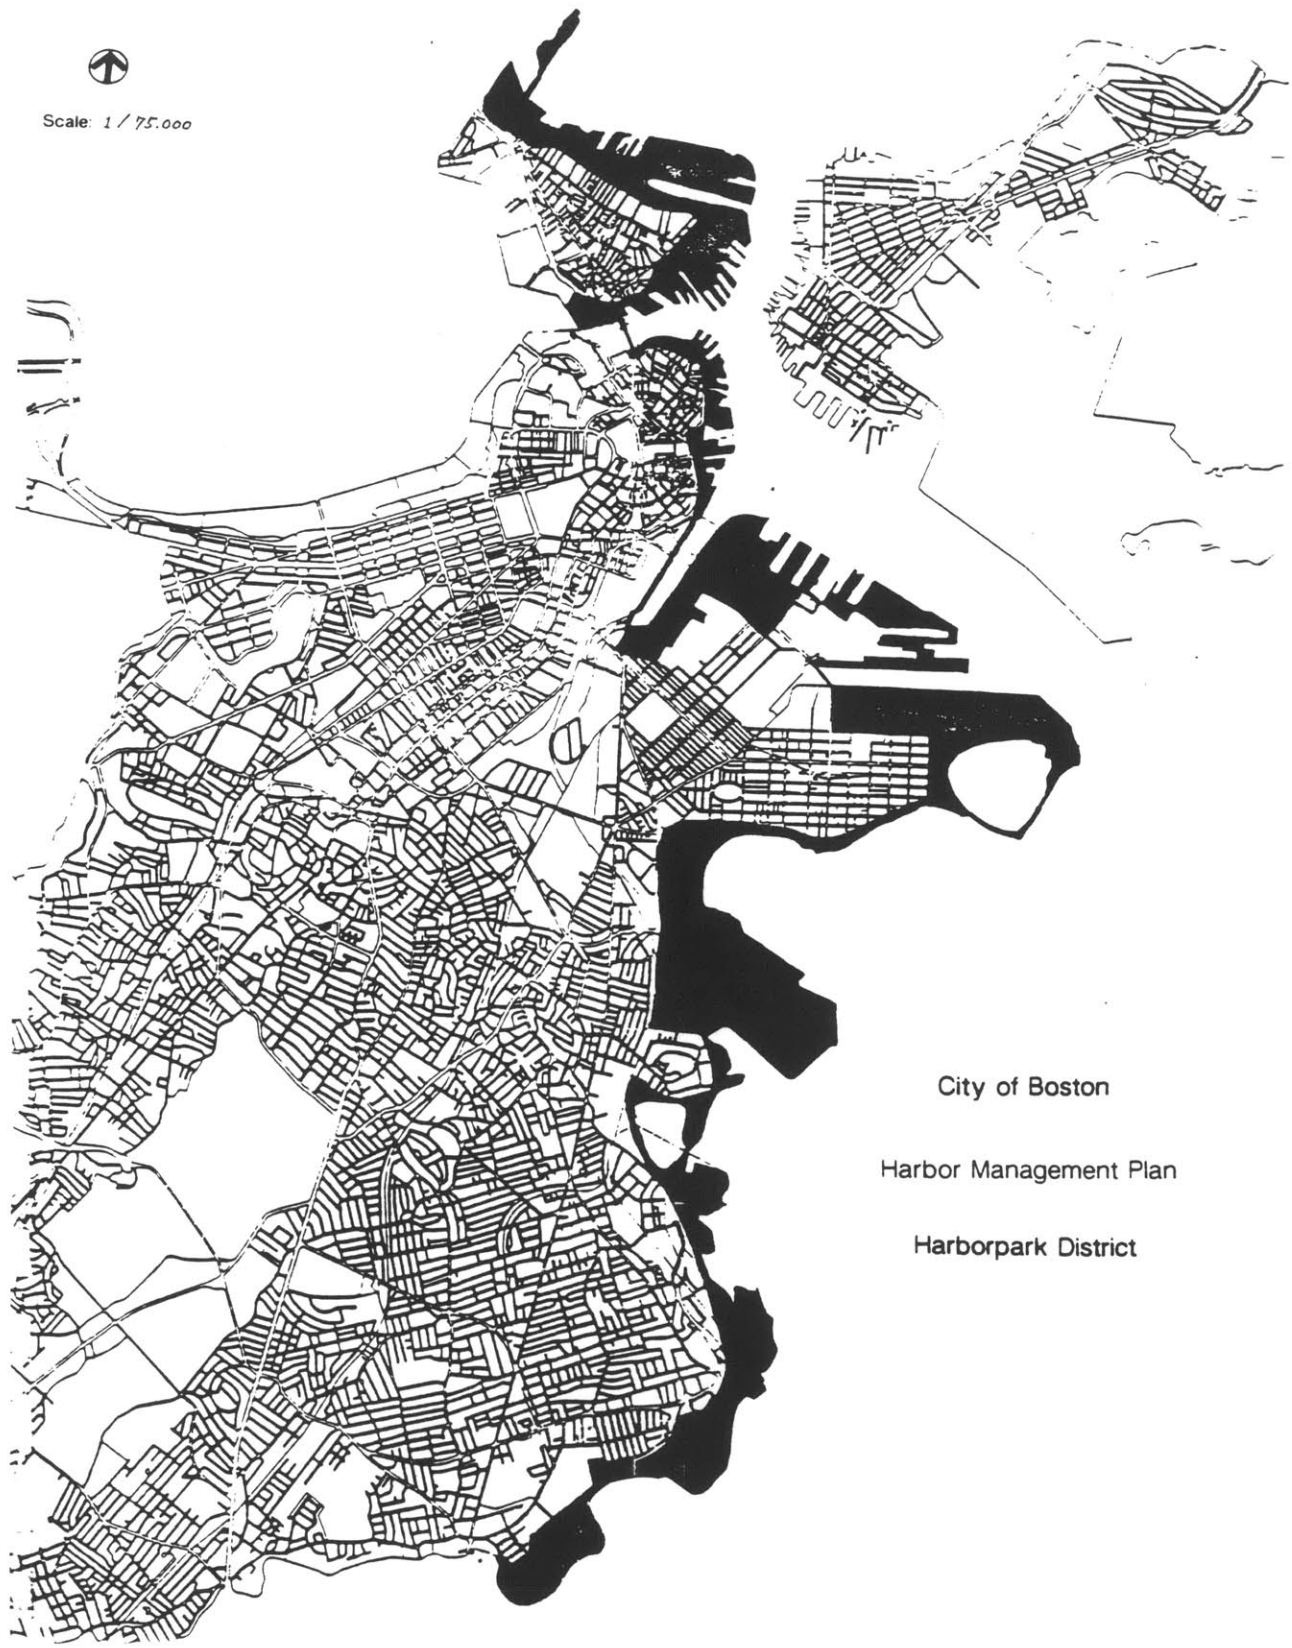 Scale: 1/75.000
City of Boston
Harbor Management Plan
Harborpark District